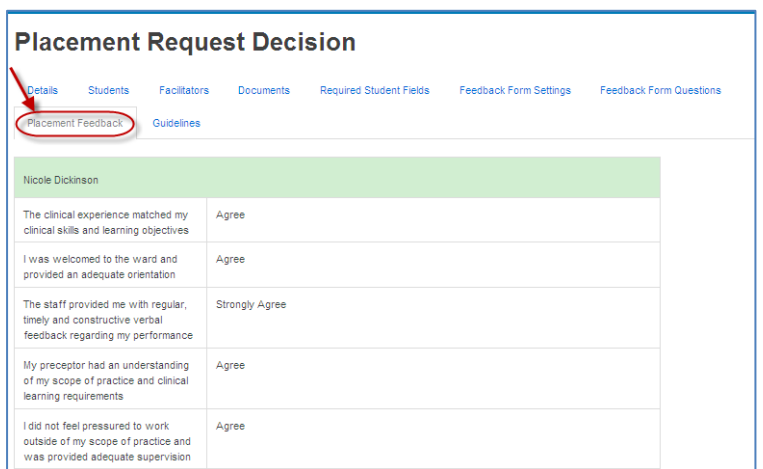 Placement Request Decision
Details Students Facilitators Documents Required Student Fields Feedback Form Settings Feedback Form Questions
Placement Feedback Guidelines
Nicole Dickinson
The clinical experience matched my Agree
clinical skills and learning objectives
I was welcomed to the ward and Agree
provided an adequate orientation
The staff provided me with regular, Strongly Agree
timely and constructive verbal
feedback regarding my performance
My preceptor had an understanding Agree
of my scope of practice and clinical
learning requirements
I did not feel pressured to work Agree
outside of my scope of practice and
was provided adequate supervision